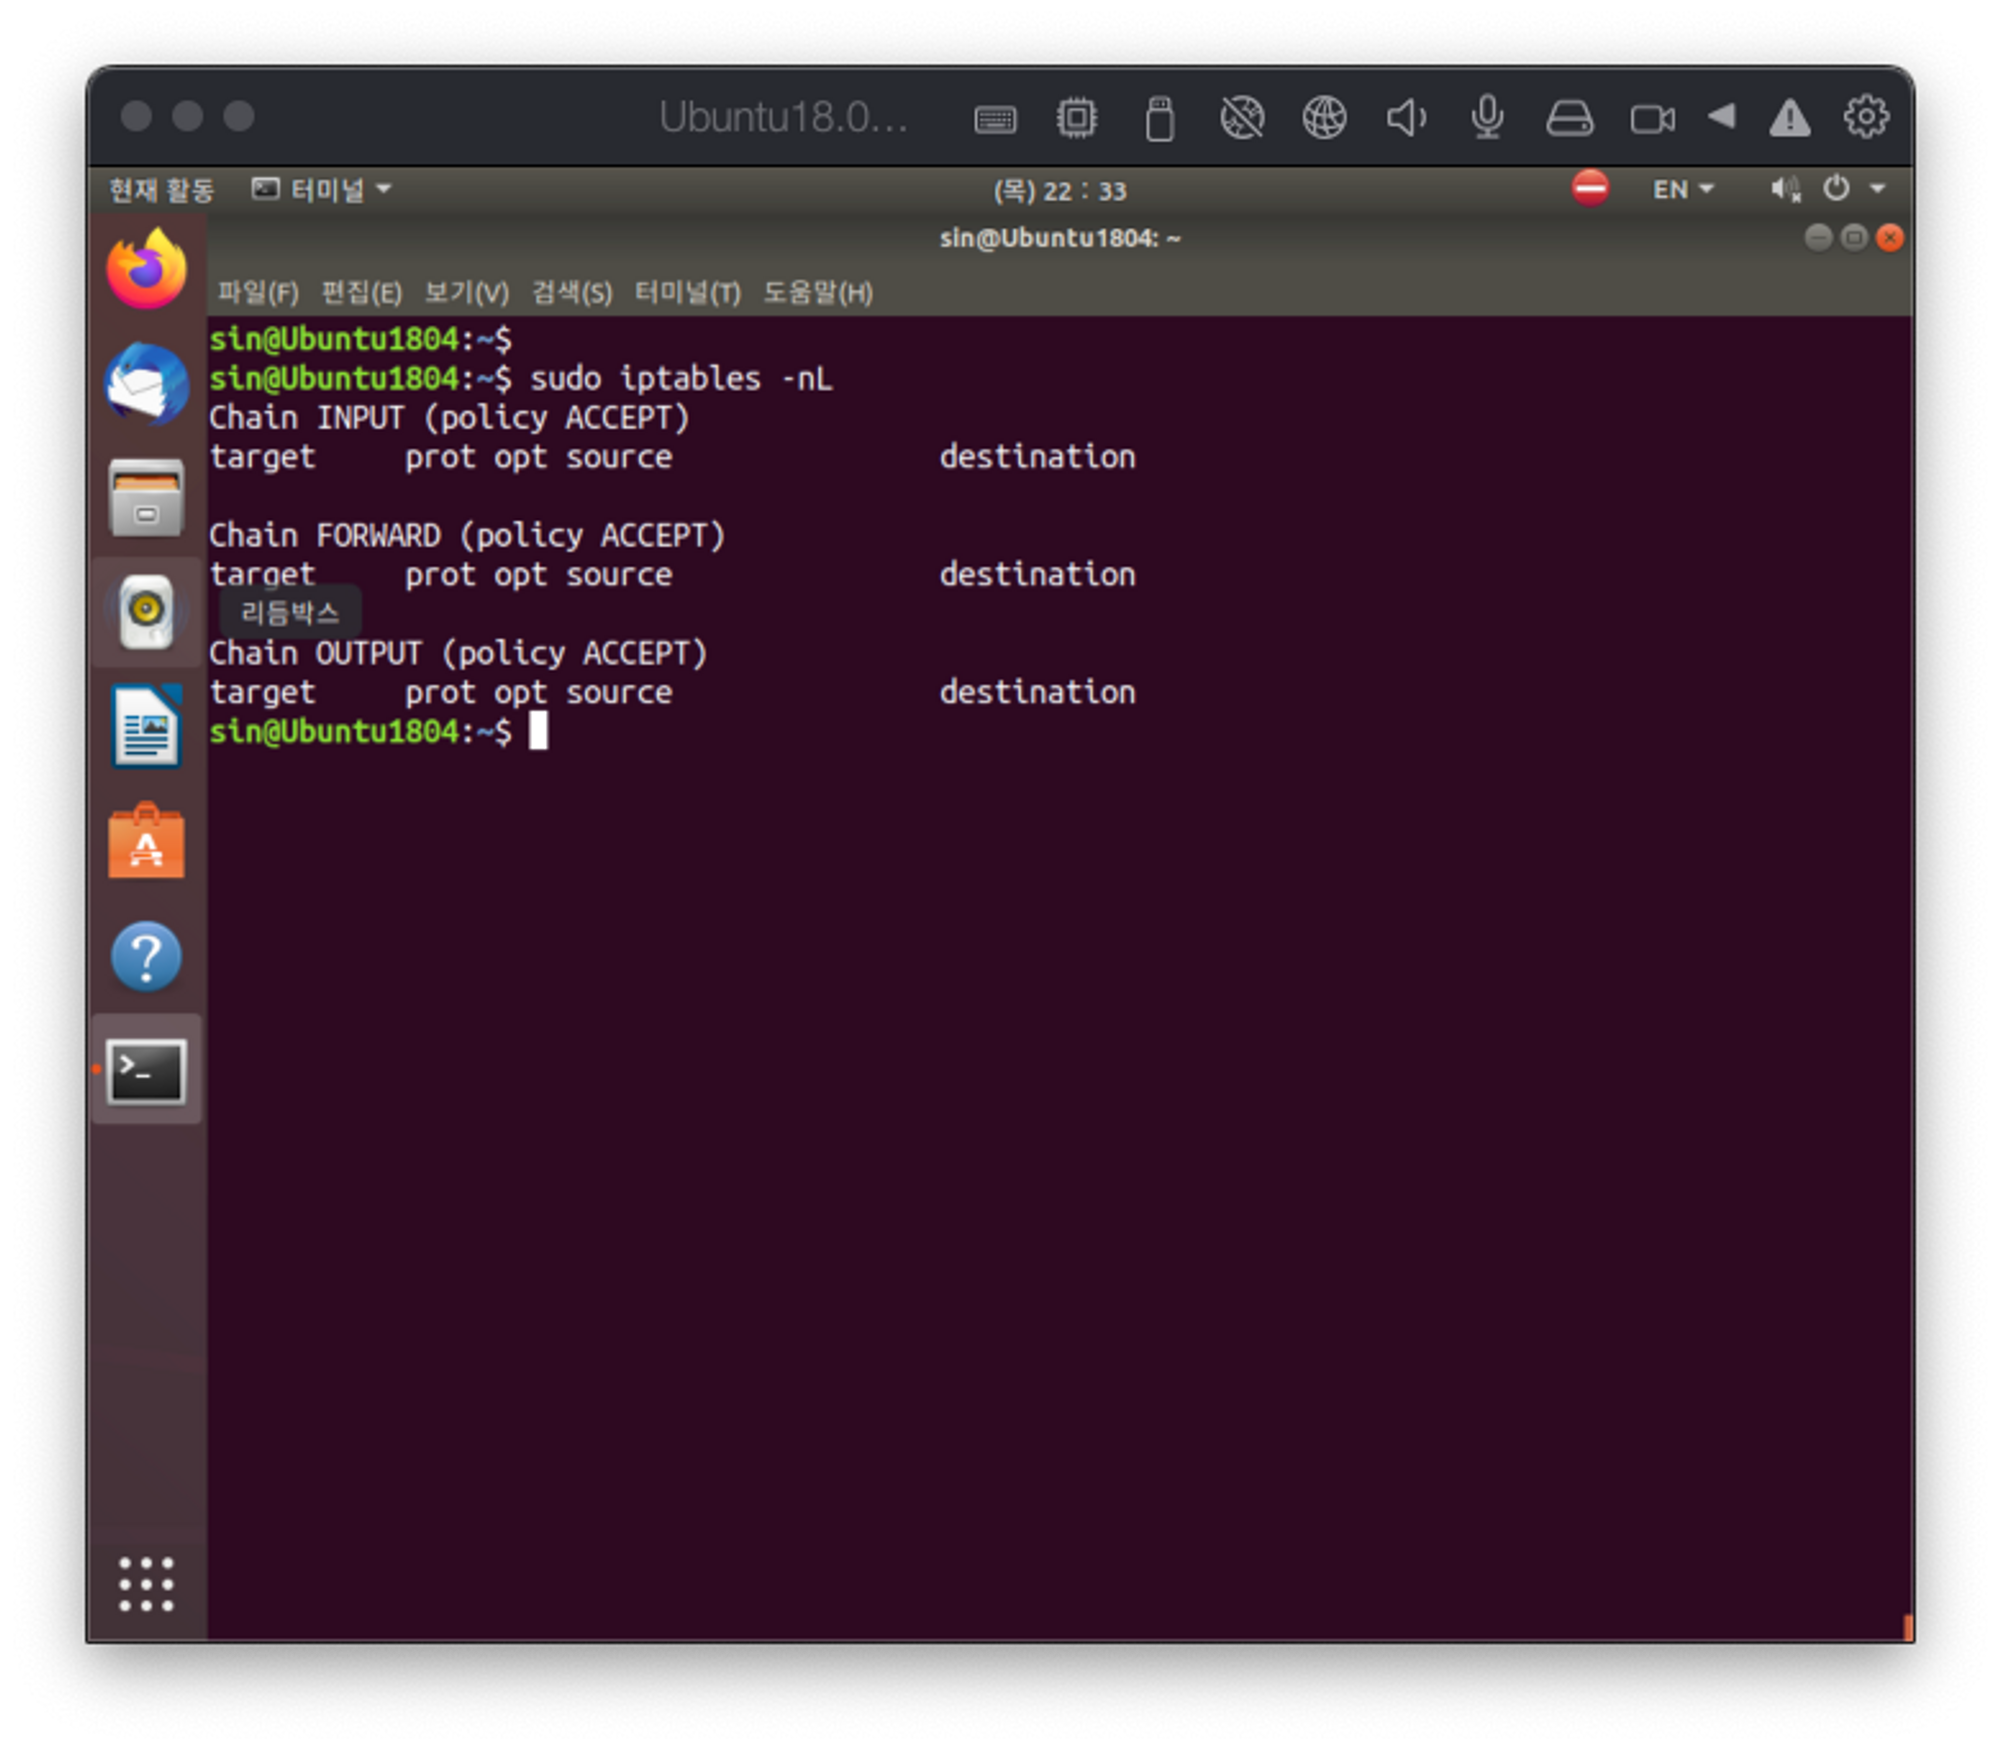 Ubuntu18.0...
현재 활동 터미널 (목) 22 : 33 EN
sin@Ubuntu1804: ~
파일(F) 편집(E) 보기(V) 검색(S) 터미널(T) 도움말(H)
sin@Ubuntu1804:~$
sin@Ubuntu1804:~$ sudo iptables -nL
Chain INPUT (policy ACCEPT)
target prot opt source destination
Chain FORWARD (policy ACCEPT)
target prot opt source destination
리듬박스
Chain OUTPUT (policy ACCEPT)
target prot opt source destination
sin@Ubuntu1804:~$